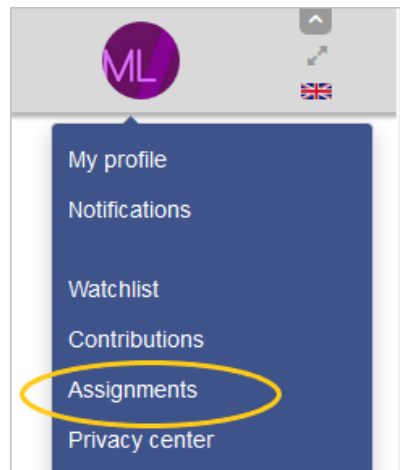 ML
My profile
Notifications
Watchlist
Contributions
Assignments
Privacy center